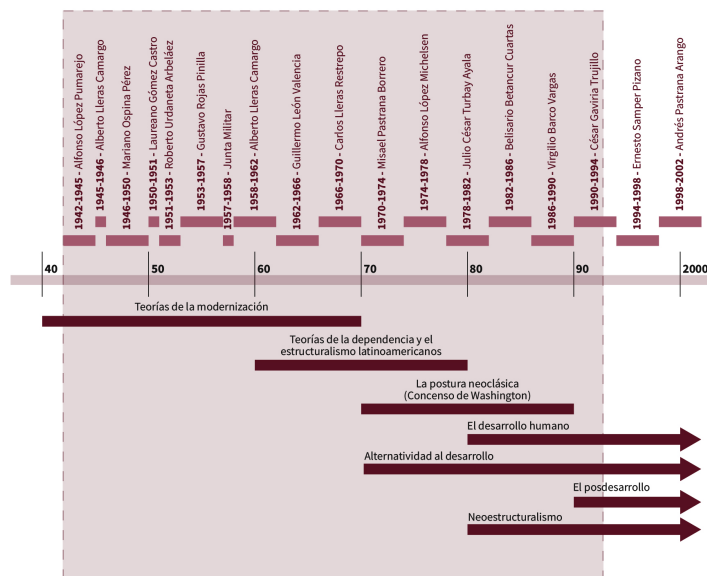 1942-1945 - Alfonso López Pumarejo
1945-1946 - Alberto Lleras Camargo
1946-1950 - Mariano Ospina Pérez
1950-1951 - Laureano Gómez Castro
1951-1953 - Roberto Urdaneta Arbeláez
1953-1957 - Gustavo Rojas Pinilla
1957-1958 - Junta Militar
1958-1962 - Alberto Lleras Camargo
1962-1966 - Guillermo León Valencia
1966-1970 - Carlos Lleras Restrepo
1970-1974 - Misael Pastrana Borrero
1974-1978 - Alfonso López Michelsen
1978-1982 - Julio César Turbay Ayala
1982-1986 - Belisario Betancur Cuartas
1986-1990 - Virgilio Barco Vargas
1990-1994 - César Gaviria Trujillo
1994-1998 - Ernesto Samper Pizano
1998-2002 - Andrés Pastrana Arango
40 50 60 70 80 90 2000
Teorías de la modernización
Teorías de la dependencia y el
estructuralismo latinoamericanos
La postura neoclásica
(Concenso de Washington)
El desarrollo humano
Alternatividad al desarrollo
El posdesarrollo
Neoestructuralismo